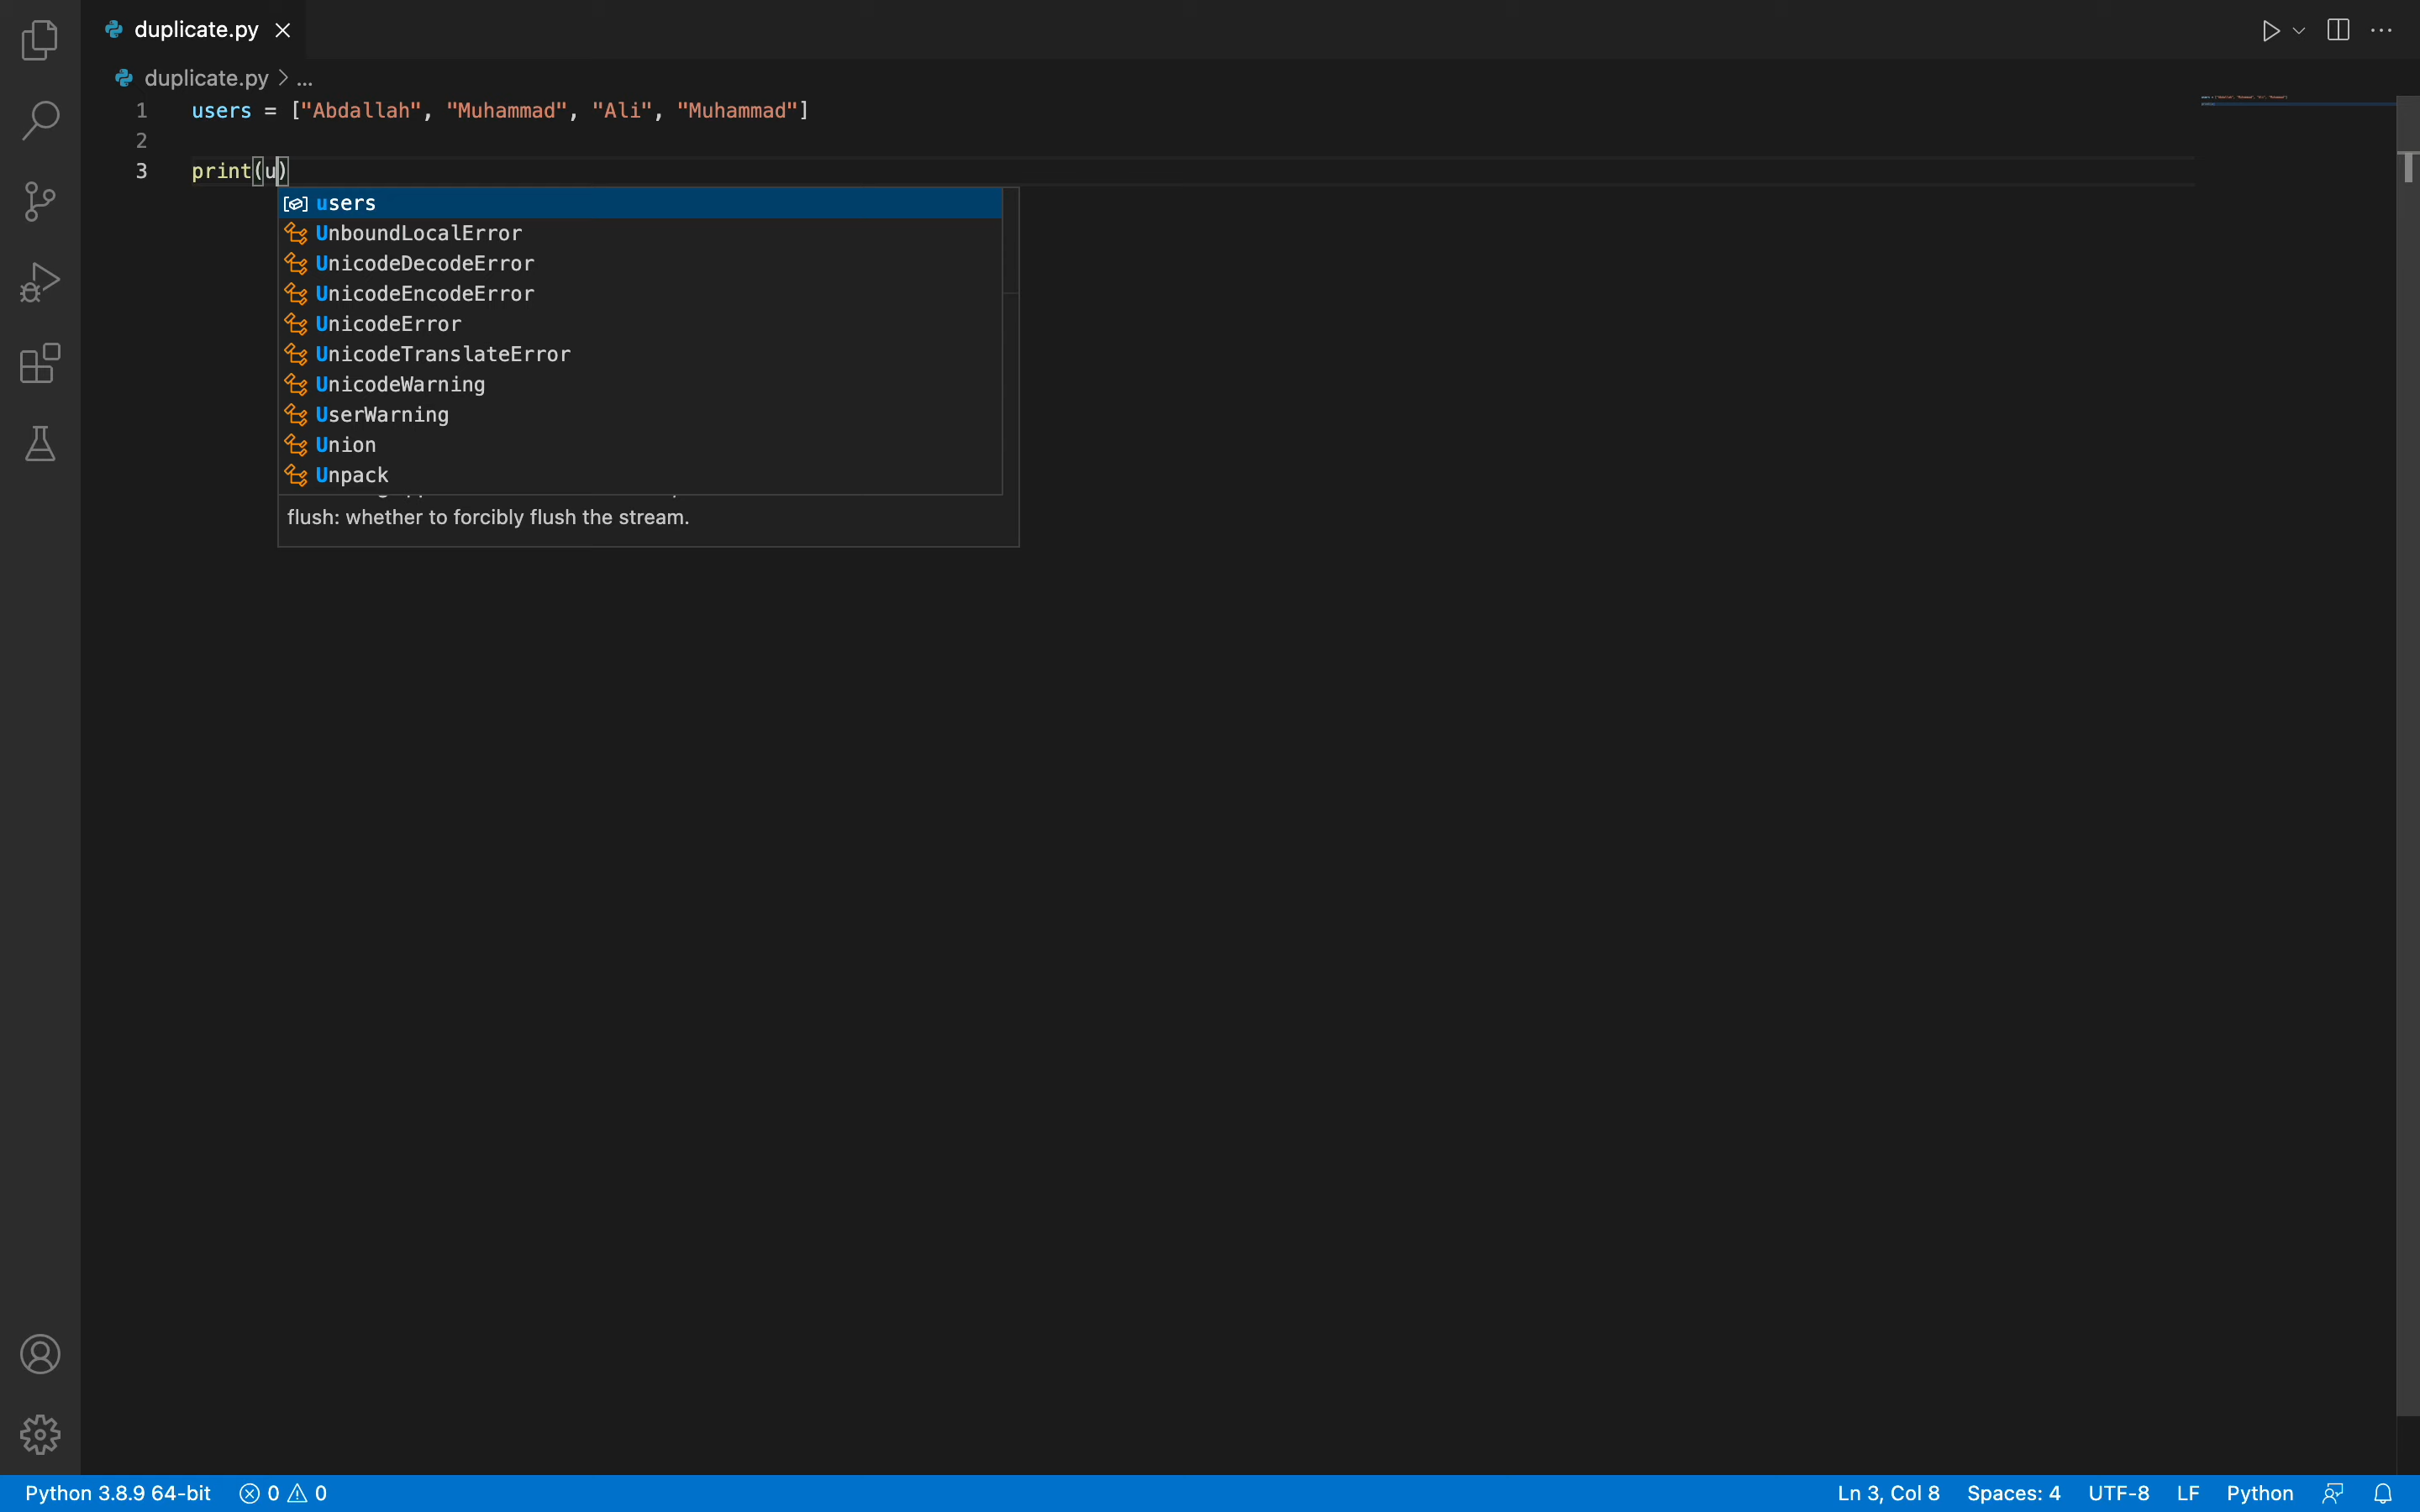 duplicate.py
duplicate.py > ...
1 users = ["Abdallah", "Muhammad", "Ali", "Muhammad"]
2
3 print(u)
users
UnboundLocalError
UnicodeDecodeError
UnicodeEncodeError
UnicodeError
UnicodeTranslateError
UnicodeWarning
UserWarning
Union
Unpack
flush: whether to forcibly flush the stream.
Python 3.8.9 64-bit 0 0 Ln 3, Col 8 Spaces: 4 UTF-8 LF Python